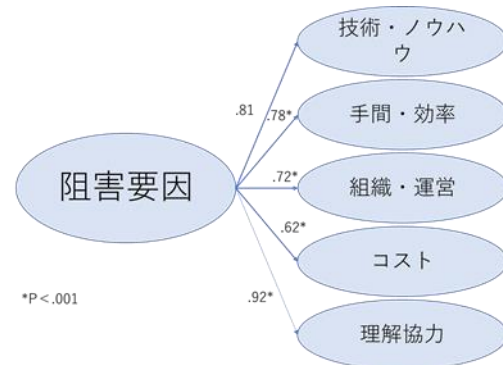 技術・ノウハ
ウ
.81
.78*
手間・効率
阻害要因
.72*
組織・運営
.62*
コスト
*P<.001
.92*
理解協力